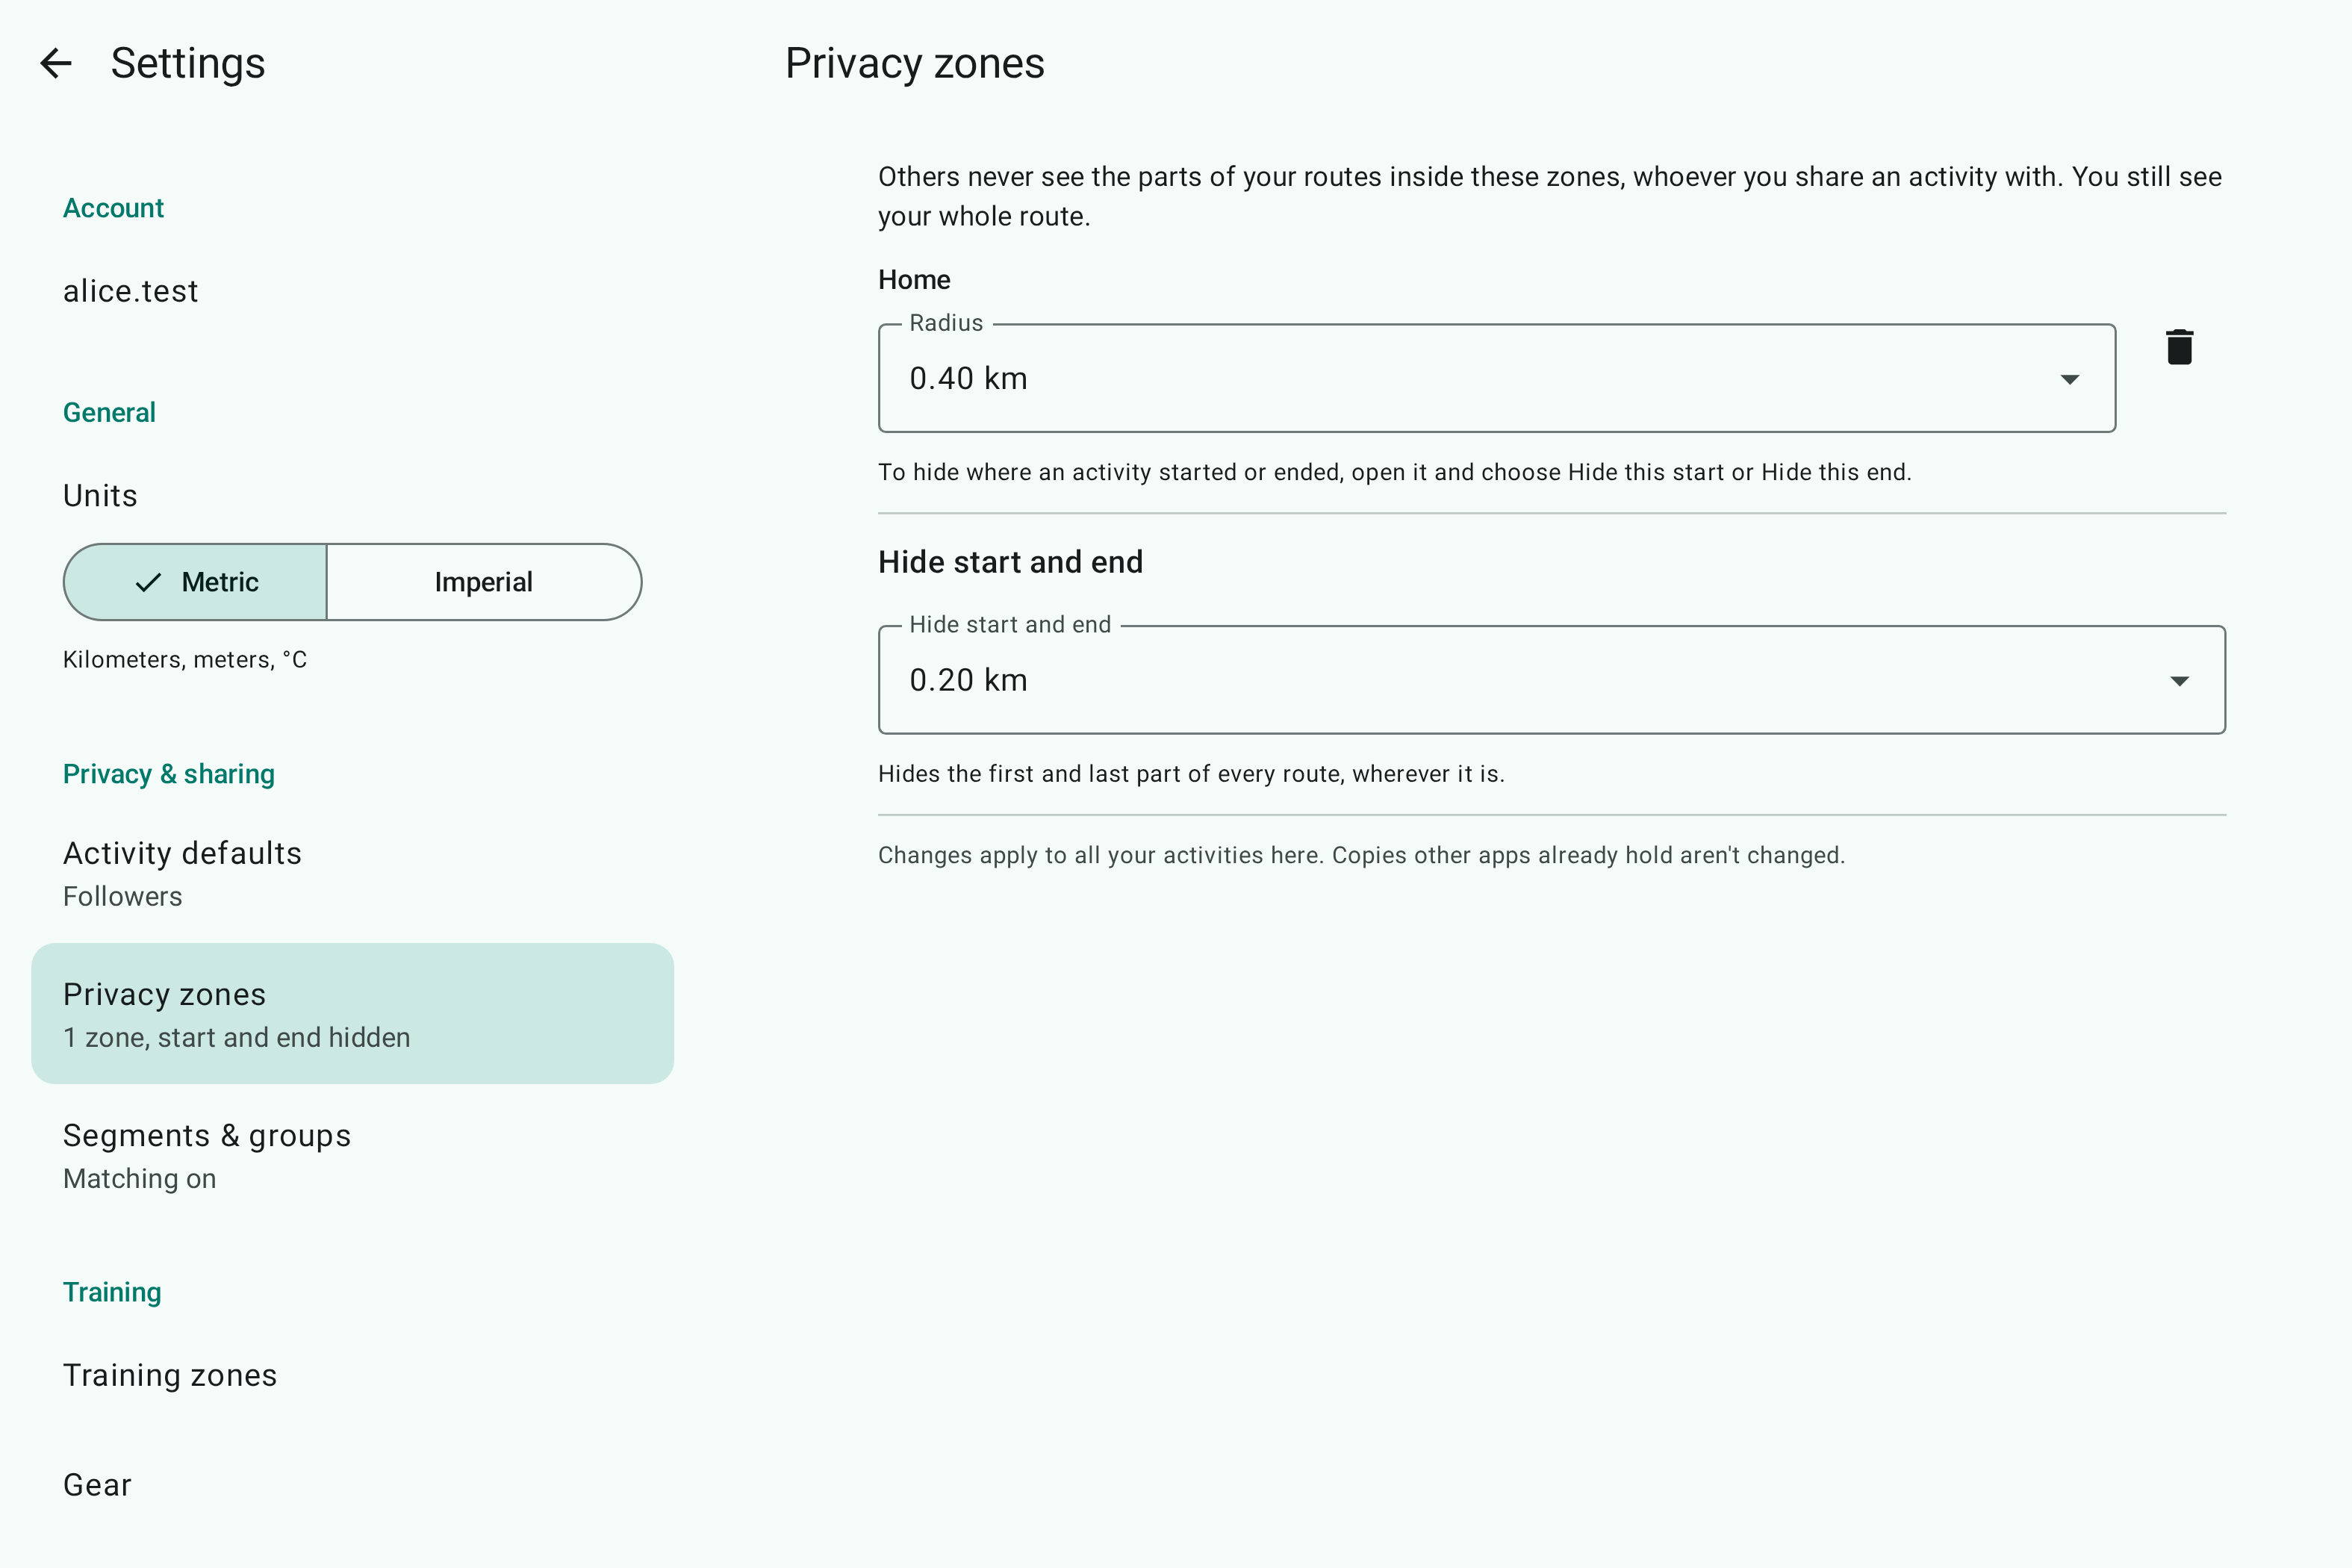 Settings
Account
alice.test
General
Units
Metric
Imperial
Kilometers, meters, °C
Privacy & sharing
Activity defaults
Followers
Privacy zones
1 zone, start and end hidden
Segments & groups
Matching on
Training
Training zones
Gear
Privacy zones
Others never see the parts of your routes inside these zones, whoever you share an activity with. You still see
your whole route.
Home
Radius
0.40 km
To hide where an activity started or ended, open it and choose Hide this start or Hide this end.
Hide start and end
Hide start and end
0.20 km
Hides the first and last part of every route, wherever it is.
Changes apply to all your activities here. Copies other apps already hold aren't changed.